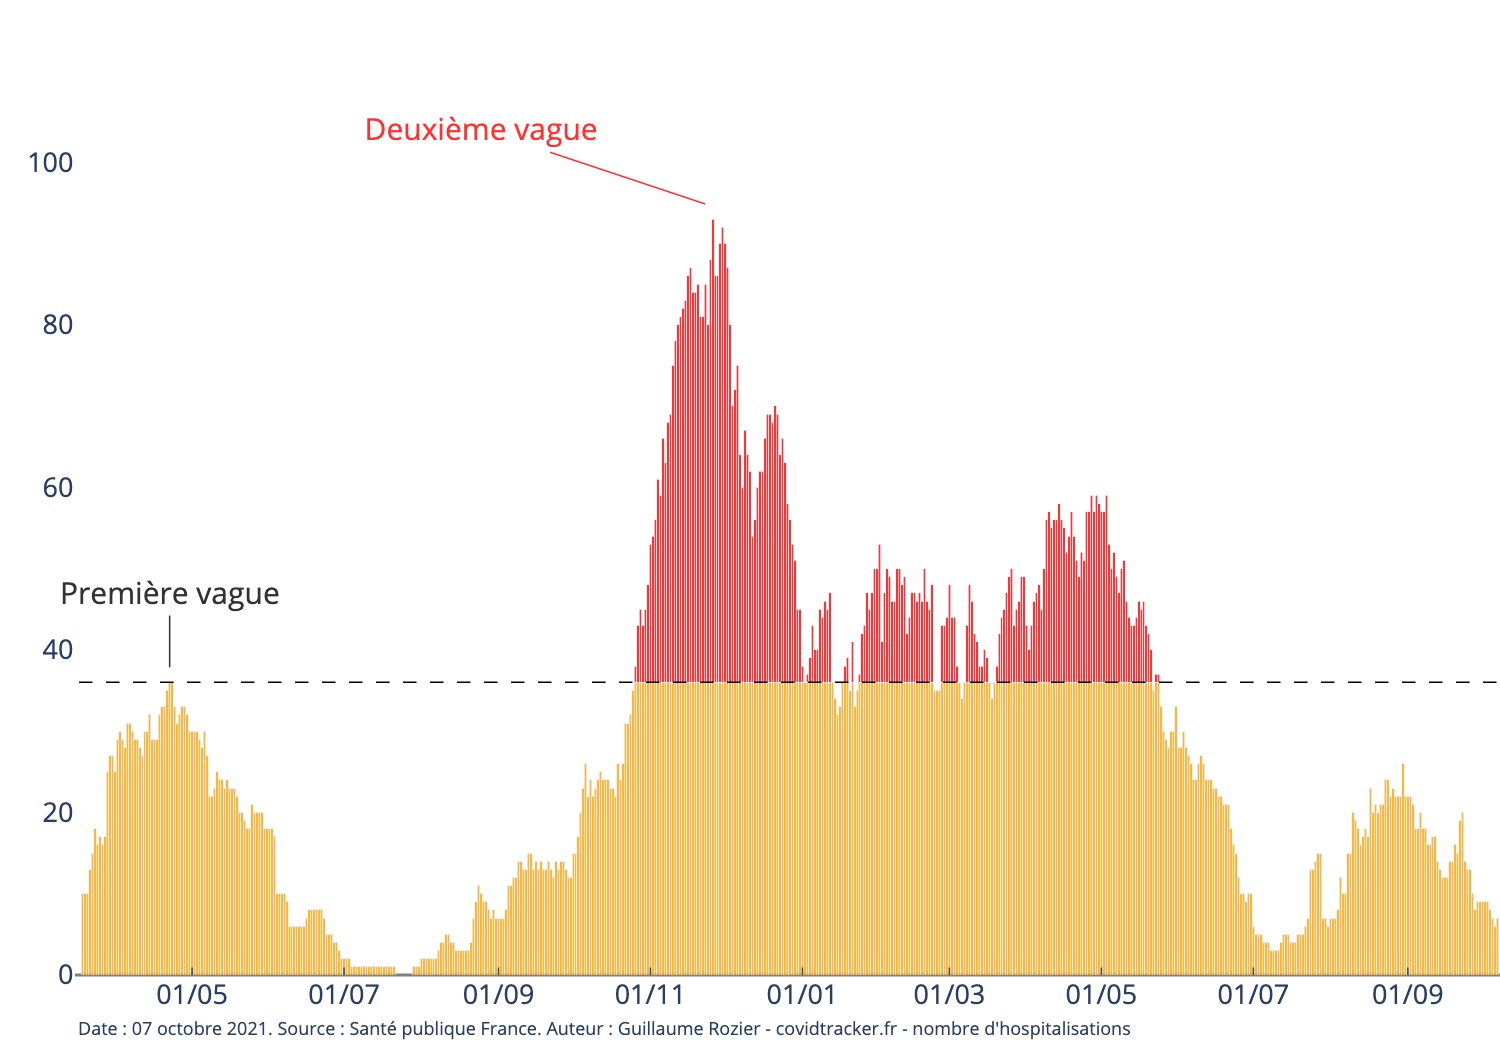 Deuxième vague
100
80
60
Première vague
40
20
0
01/05 01/07 01/09 01/11 01/01 01/03 01/05 01/07 01/09
Date : 07 octobre 2021. Source : Santé publique France. Auteur : Guillaume Rozier - covidtracker.fr - nombre d'hospitalisations